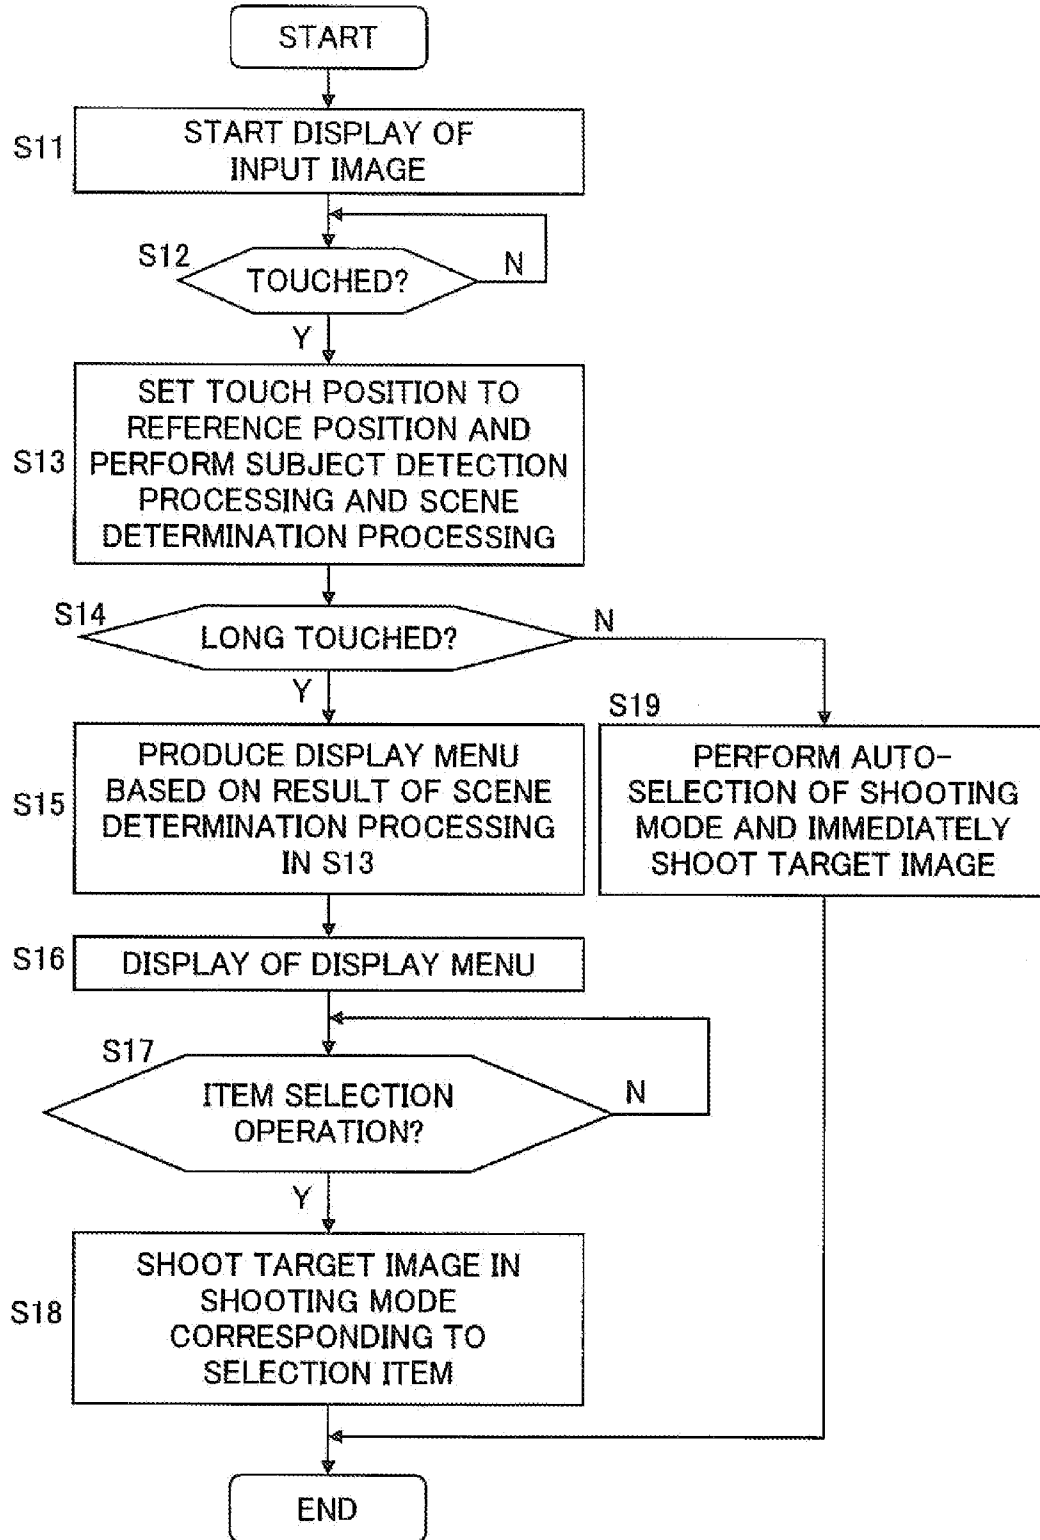 START
S11
START DISPLAY OF
INPUT IMAGE
S12
TOUCHED?
N
Y
S13
SET TOUCH POSITION TO
REFERENCE POSITION AND
PERFORM SUBJECT DETECTION
PROCESSING AND SCENE
DETERMINATION PROCESSING
S14
LONG TOUCHED?
N
Y
S15
PRODUCE DISPLAY MENU
BASED ON RESULT OF SCENE
DETERMINATION PROCESSING
IN S13
S19
PERFORM AUTO-
SELECTION OF SHOOTING
MODE AND IMMEDIATELY
SHOOT TARGET IMAGE
S16
DISPLAY OF DISPLAY MENU
S17
ITEM SELECTION
OPERATION?
N
Y
S18
SHOOT TARGET IMAGE IN
SHOOTING MODE
CORRESPONDING TO
SELECTION ITEM
END